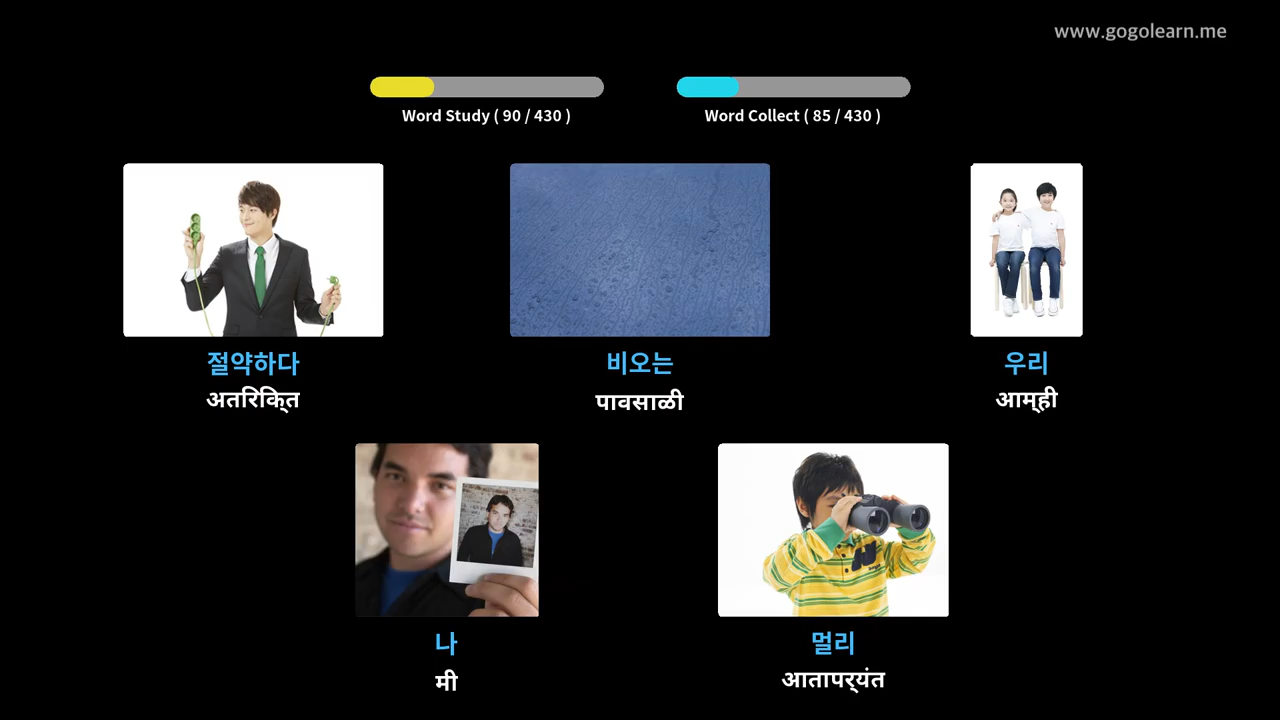 www.gogolearn.me
Word Study ( 90 / 430 )
Word Collect ( 85 / 430 )
절약하다
अतिरिक्त
비오는
पावसाळी
우리
आम्ही
나
मी
멀리
आतापर्यंत